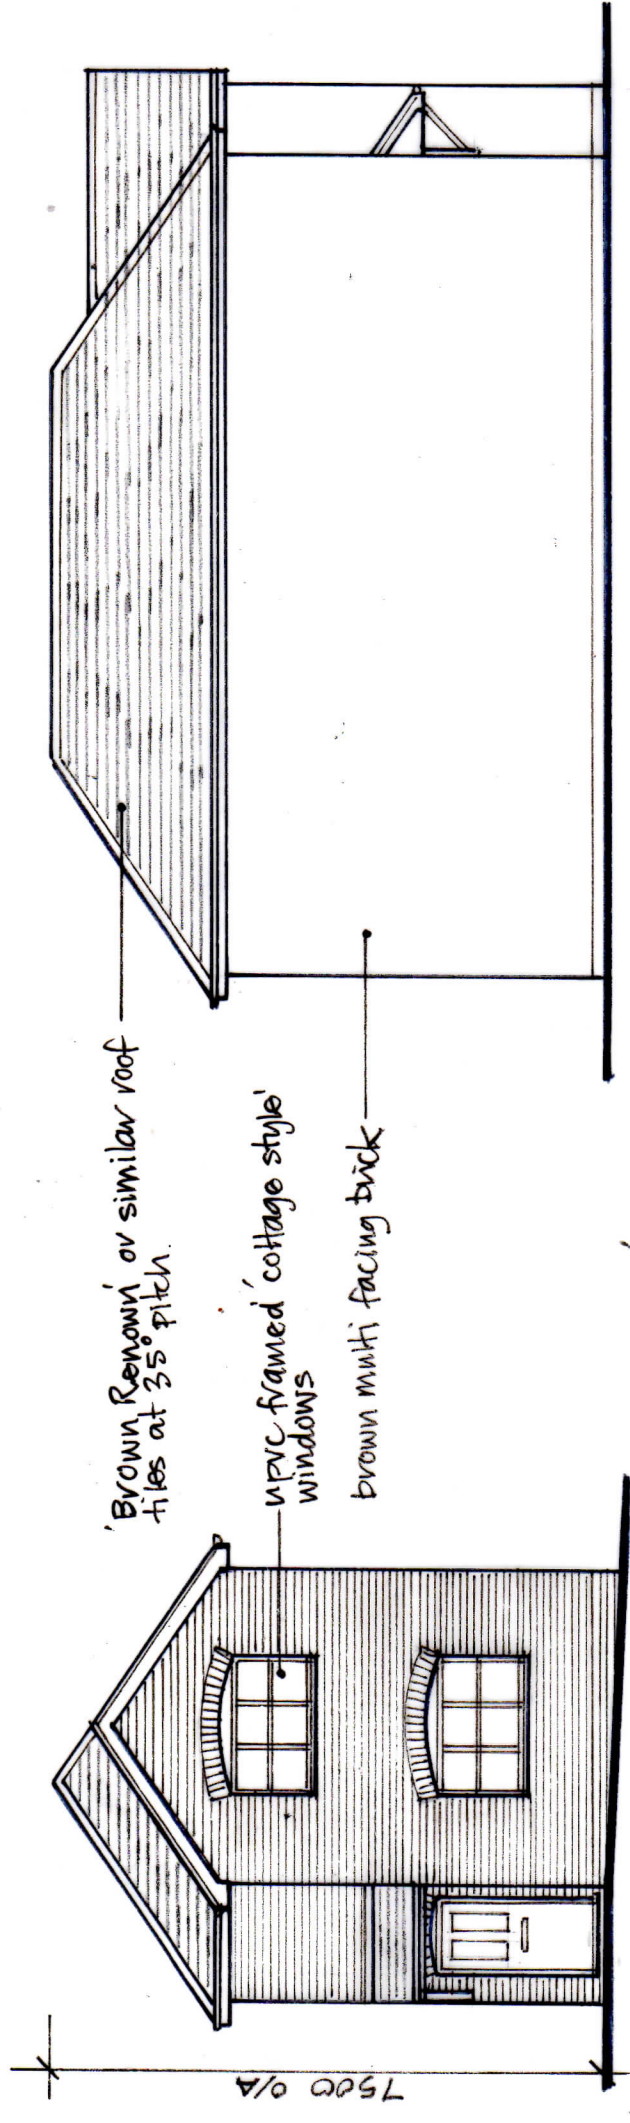 'Brown Renown' or similar roof
tiles at 35° pitch.
upvc framed 'cottage style'
windows
brown multi facing brick
7500 O/A